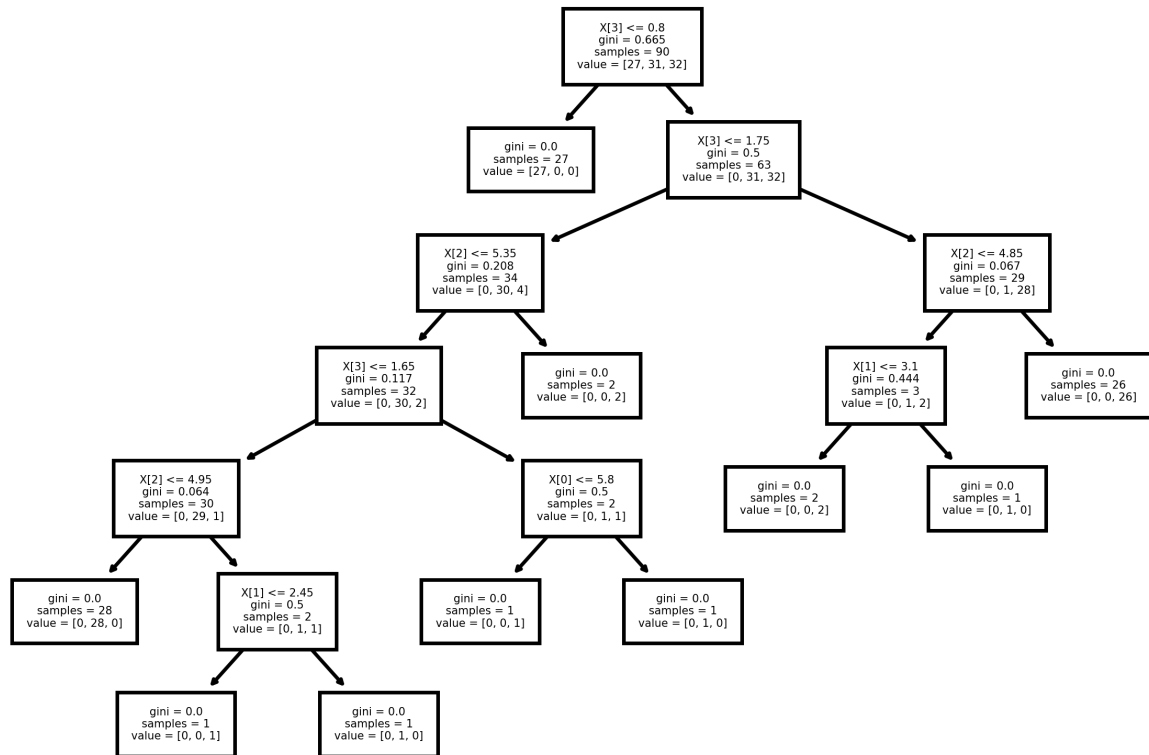 X[3] <= 0.8
gini = 0.665
samples = 90
value = [27, 31, 32]
gini = 0.0
samples = 27
value = [27, 0, 0]
X[3] <= 1.75
gini = 0.5
samples = 63
value = [0, 31, 32]
X[2] <= 5.35
gini = 0.208
samples = 34
value = [0, 30, 4]
X[2] <= 4.85
gini = 0.067
samples = 29
value = [0, 1, 28]
X[3] <= 1.65
gini = 0.117
samples = 32
value = [0, 30, 2]
gini = 0.0
samples = 2
value = [0, 0, 2]
X[1] <= 3.1
gini = 0.444
samples = 3
value = [0, 1, 2]
gini = 0.0
samples = 26
value = [0, 0, 26]
X[2] <= 4.95
gini = 0.064
samples = 30
value = [0, 29, 1]
X[0] <= 5.8
gini = 0.5
samples = 2
value = [0, 1, 1]
gini = 0.0
samples = 2
value = [0, 0, 2]
gini = 0.0
samples = 1
value = [0, 1, 0]
gini = 0.0
samples = 28
value = [0, 28, 0]
X[1] <= 2.45
gini = 0.5
samples = 2
value = [0, 1, 1]
gini = 0.0
samples = 1
value = [0, 0, 1]
gini = 0.0
samples = 1
value = [0, 1, 0]
gini = 0.0
samples = 1
value = [0, 0, 1]
gini = 0.0
samples = 1
value = [0, 1, 0]